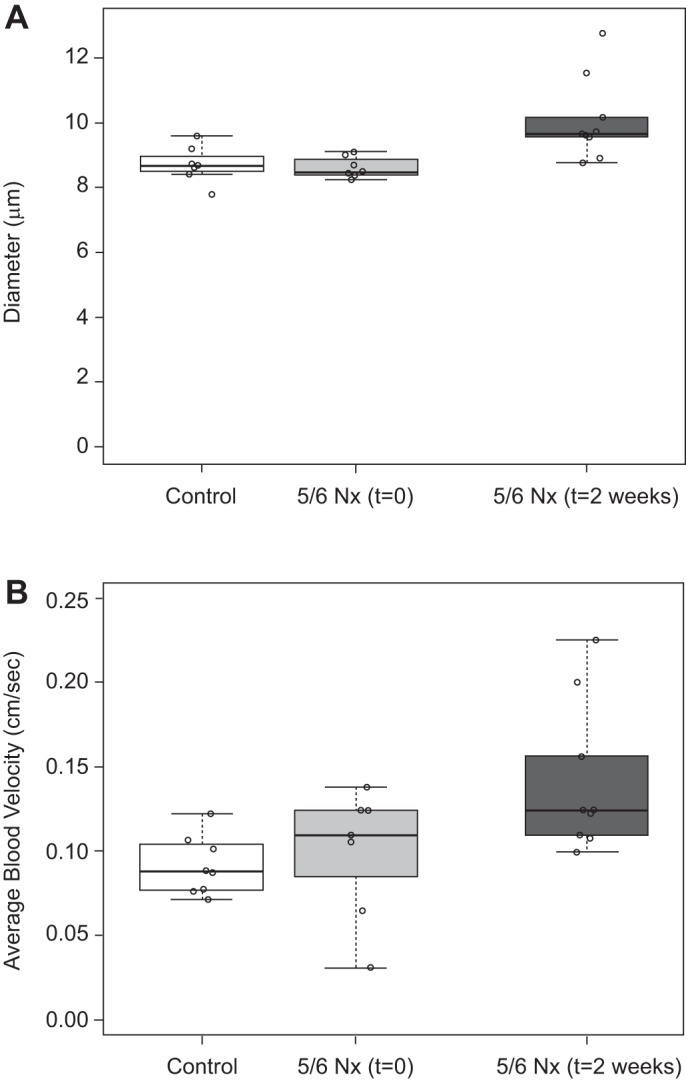 A
12
10
8
6
4
2
0
Diameter (μm)
Control 5/6 Nx (t=0) 5/6 Nx (t=2 weeks)
B
0.25
0.20
0.15
0.10
0.05
0.00
Average Blood Velocity (cm/sec)
Control 5/6 Nx (t=0) 5/6 Nx (t=2 weeks)